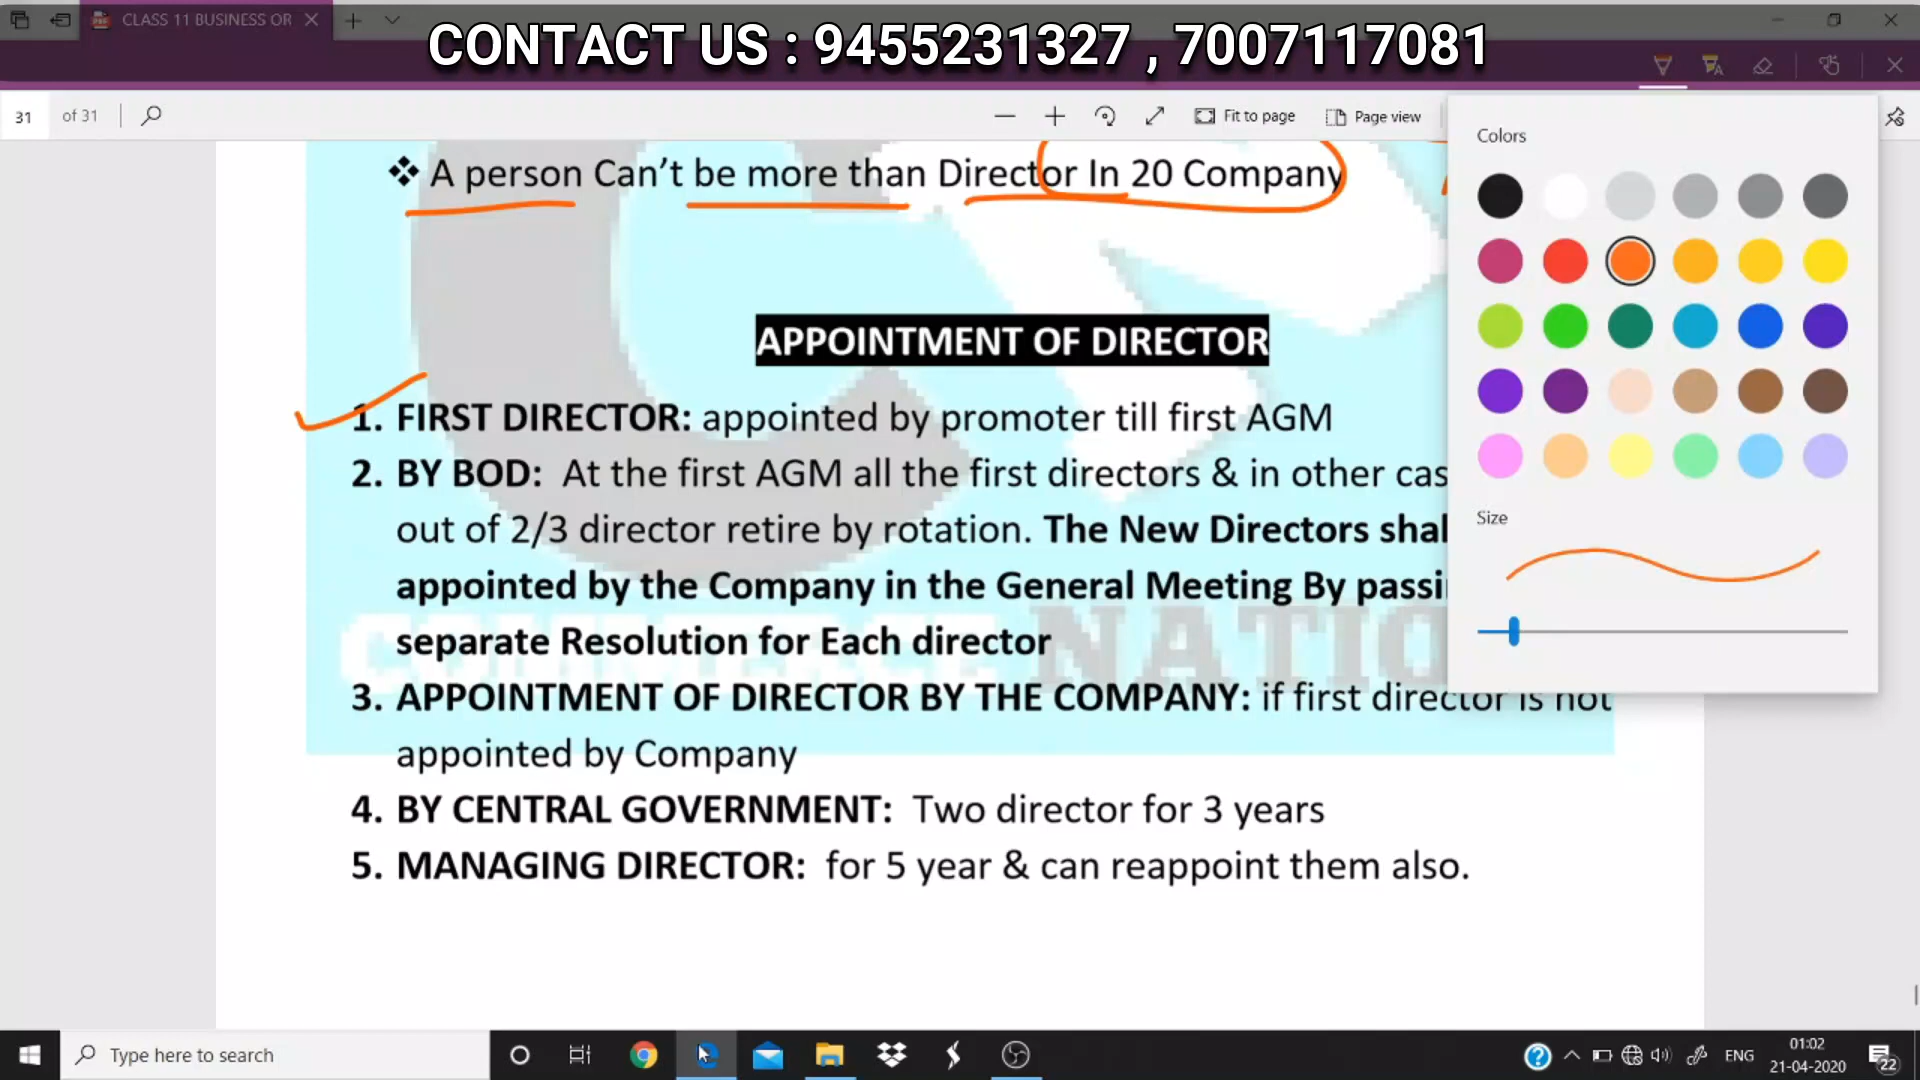 CLASS 11 BUSINESS OR
CONTACT US : 9455231327 , 7007117081
31 of 31
Fit to page
Page view
❖ A person Can't be more than Director In 20 Company
APPOINTMENT OF DIRECTOR
1. FIRST DIRECTOR: appointed by promoter till first AGM
2. BY BOD: At the first AGM all the first directors & in other cas
out of 2/3 director retire by rotation. The New Directors shal
appointed by the Company in the General Meeting By passi
separate Resolution for Each director
3. APPOINTMENT OF DIRECTOR BY THE COMPANY: if first director is not
appointed by Company
4. BY CENTRAL GOVERNMENT: Two director for 3 years
5. MANAGING DIRECTOR: for 5 year & can reappoint them also.
COMMERCE NATIO
Colors
Size
Type here to search
ENG
01:02
21-04-2020
22